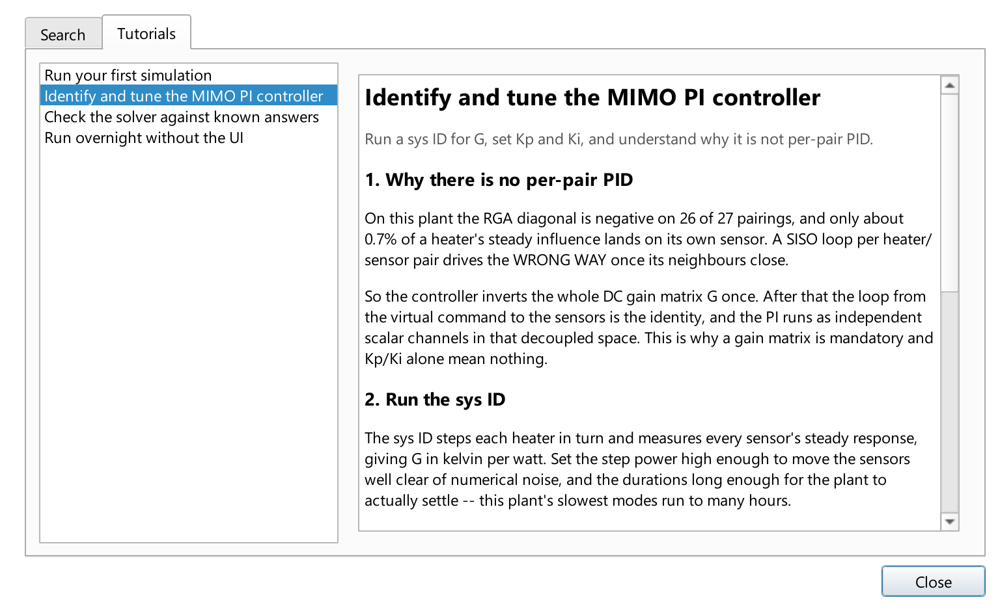 Search
Tutorials
Run your first simulation
Identify and tune the MIMO PI controller
Check the solver against known answers
Run overnight without the UI
Identify and tune the MIMO PI controller
Run a sys ID for G, set Kp and Ki, and understand why it is not per-pair PID.
1. Why there is no per-pair PID
On this plant the RGA diagonal is negative on 26 of 27 pairings, and only about
0.7% of a heater's steady influence lands on its own sensor. A SISO loop per heater/
sensor pair drives the WRONG WAY once its neighbours close.
So the controller inverts the whole DC gain matrix G once. After that the loop from
the virtual command to the sensors is the identity, and the PI runs as independent
scalar channels in that decoupled space. This is why a gain matrix is mandatory and
Kp/Ki alone mean nothing.
2. Run the sys ID
The sys ID steps each heater in turn and measures every sensor's steady response,
giving G in kelvin per watt. Set the step power high enough to move the sensors
well clear of numerical noise, and the durations long enough for the plant to
actually settle -- this plant's slowest modes run to many hours.
Close